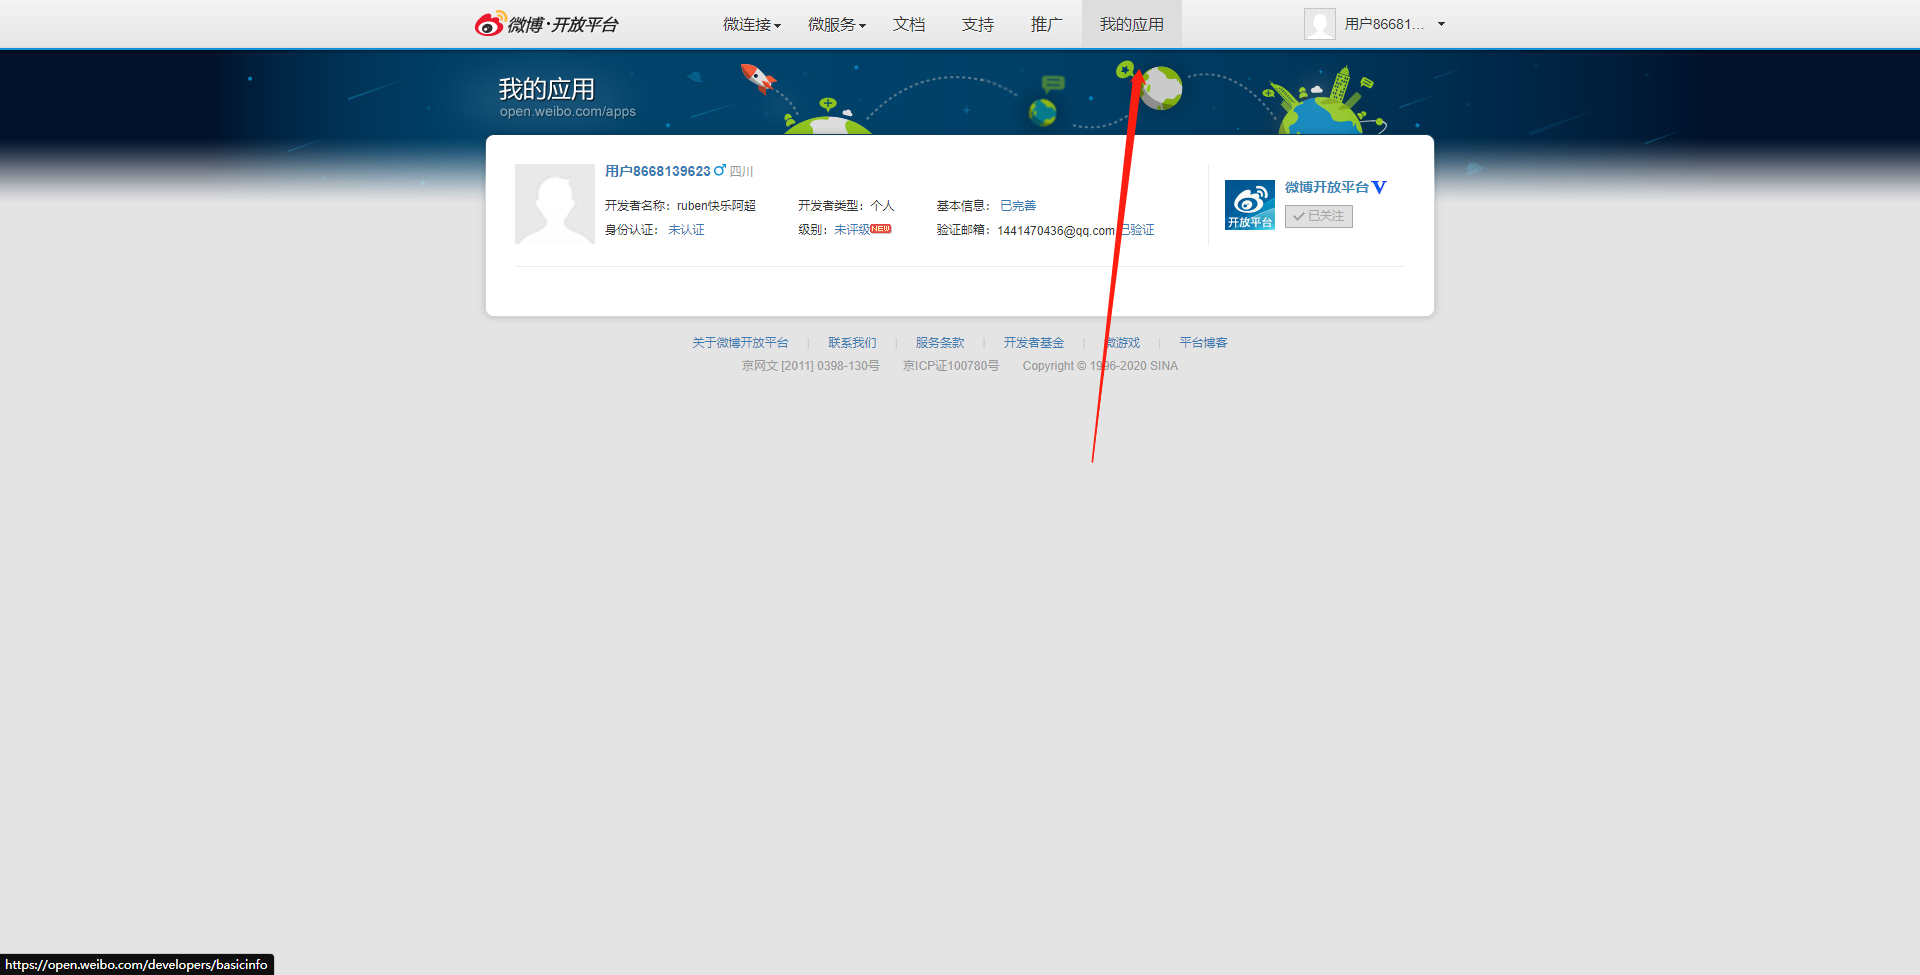 微博·开放平台 微连接 微服务 文档 支持 推广 我的应用 用户86681...
我的应用
open.weibo.com/apps
用户8668139623 四川
开发者名称：ruben快乐阿超 开发者类型：个人 基本信息：已完善
身份认证：未认证 级别：未评级 NEW 验证邮箱：1441470436@qq.com 已验证
微博开放平台 V
开放平台
已关注
关于微博开放平台 | 联系我们 | 服务条款 | 开发者基金 | 微游戏 | 平台博客
京网文 [2011] 0398-130号 京ICP证100780号 Copyright © 1996-2020 SINA
https://open.weibo.com/developers/basicinfo